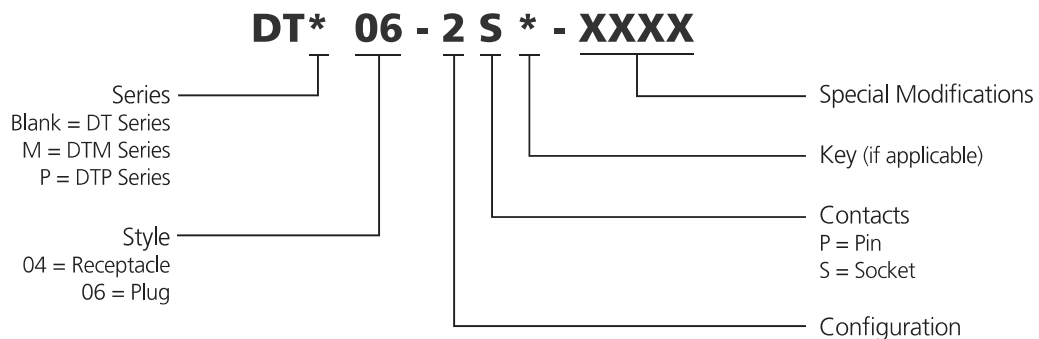 DT* 06 - 2 S * - XXXX
Series
Blank = DT Series
M = DTM Series
P = DTP Series
Style
04 = Receptacle
06 = Plug
Special Modifications
Key (if applicable)
Contacts
P = Pin
S = Socket
Configuration